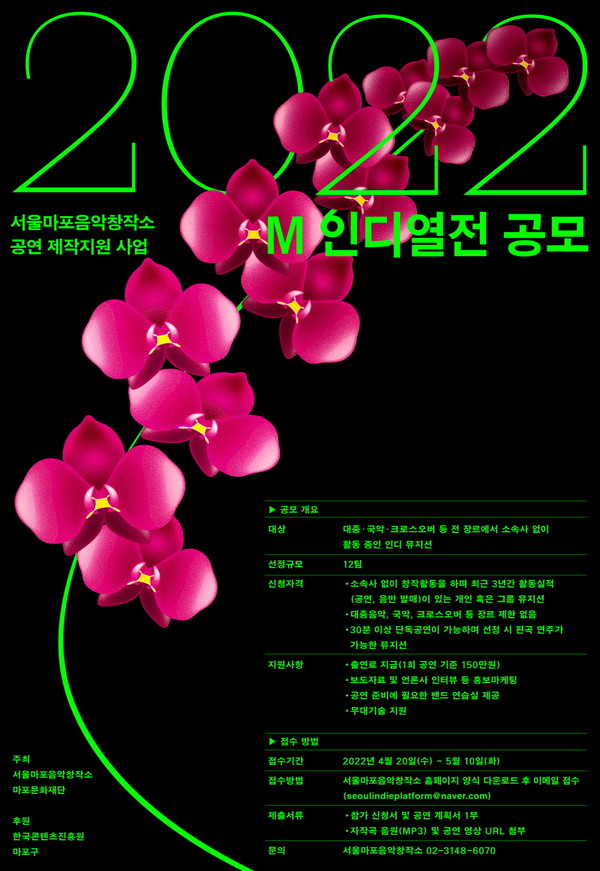 2022
서울마포음악창작소
공연 제작지원 사업
M 인디열전 공모
▶ 공모 개요
대상 대중·국악·크로스오버 등 전 장르에서 소속사 없이
활동 중인 인디 뮤지션
선정규모 12팀
신청자격 •소속사 없이 창작활동을 하며 최근 3년간 활동실적
(공연, 음반 발매)이 있는 개인 혹은 그룹 뮤지션
•대중음악, 국악, 크로스오버 등 장르 제한 없음
•30분 이상 단독공연이 가능하며 선정 시 편곡 연주가
가능한 뮤지션
지원사항 •출연료 지급(1회 공연 기준 150만원)
•보도자료 및 언론사 인터뷰 등 홍보마케팅
•공연 준비에 필요한 밴드 연습실 제공
•무대기술 지원
▶ 접수 방법
접수기간 2022년 4월 20일(수) - 5월 10일(화)
접수방법 서울마포음악창작소 홈페이지 양식 다운로드 후 이메일 접수
(seoulindieplatform@naver.com)
제출서류 •참가 신청서 및 공연 계획서 1부
•자작곡 음원(MP3) 및 공연 영상 URL 첨부
문의 서울마포음악창작소 02-3148-6070
주최
서울마포음악창작소
마포문화재단
후원
한국콘텐츠진흥원
마포구